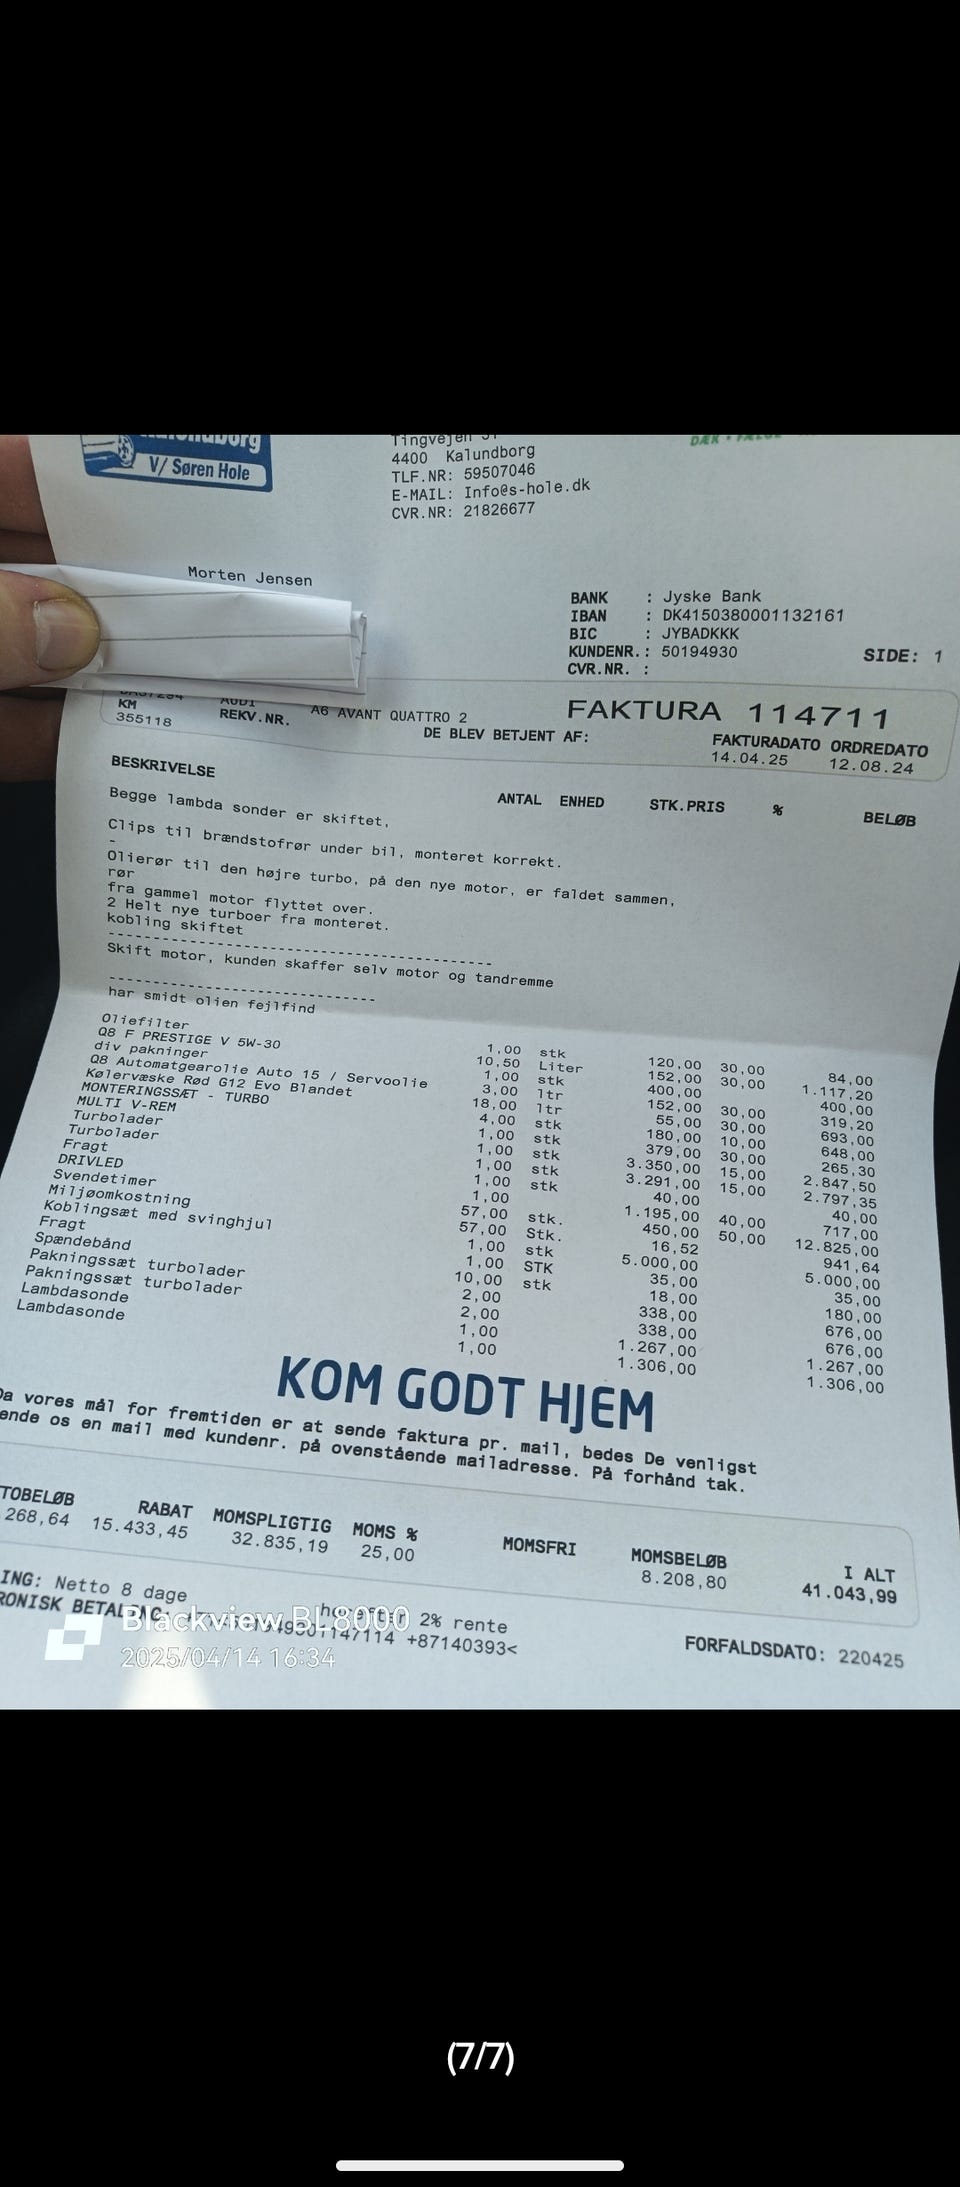 V/ Søren Hole
Tingvejen
4400 Kalundborg
TLF.NR: 59507046
E-MAIL: Info@s-hole.dk
CVR.NR: 21826677
Morten Jensen
BANK : Jyske Bank
IBAN : DK4150380001132161
BIC : JYBADKKK
KUNDENR.: 50194930
CVR.NR. :
SIDE: 1
AUDI
A6 AVANT QUATTRO 2
FAKTURA 114711
KM
355118
REKV.NR.
DE BLEV BETJENT AF:
FAKTURADATO ORDREDATO
14.04.25 12.08.24
BESKRIVELSE ANTAL ENHED STK.PRIS % BELØB
Begge lambda sonder er skiftet,
Clips til brændstofrør under bil, monteret korrekt.
-
Olierør til den højre turbo, på den nye motor, er faldet sammen,
rør
fra gammel motor flyttet over.
2 Helt nye turboer fra monteret.
kobling skiftet
------------------------------------------
Skift motor, kunden skaffer selv motor og tandremme
-----------------------------
har smidt olien fejlfind
Oliefilter 1,00 stk 120,00 30,00 84,00
Q8 F PRESTIGE V 5W-30 10,50 Liter 152,00 30,00 1.117,20
div pakninger 1,00 stk 400,00 400,00
Q8 Automatgearolie Auto 15 / Servoolie 3,00 ltr 152,00 30,00 319,20
Kølervæske Rød G12 Evo Blandet 18,00 ltr 55,00 30,00 693,00
MONTERINGSSÆT - TURBO 4,00 stk 180,00 10,00 648,00
MULTI V-REM 1,00 stk 379,00 30,00 265,30
Turbolader 1,00 stk 3.350,00 15,00 2.847,50
Turbolader 1,00 stk 3.291,00 15,00 2.797,35
Fragt 1,00 40,00 40,00
DRIVLED 1,00 stk. 1.195,00 40,00 717,00
Svendetimer 57,00 Stk. 450,00 50,00 12.825,00
Miljøomkostning 57,00 stk 16,52 941,64
Koblingsæt med svinghjul 1,00 STK 5.000,00 5.000,00
Fragt 1,00 stk 35,00 35,00
Spændebånd 10,00 18,00 180,00
Pakningssæt turbolader 2,00 338,00 676,00
Pakningssæt turbolader 2,00 338,00 676,00
Lambdasonde 1,00 1.267,00 1.267,00
Lambdasonde 1,00 1.306,00 1.306,00
KOM GODT HJEM
Da vores mål for fremtiden er at sende faktura pr. mail, bedes De venligst
ende os en mail med kundenr. på ovenstående mailadresse. På forhånd tak.
TOBELØB RABAT MOMSPLIGTIG MOMS % MOMSFRI MOMSBELØB I ALT
268,64 15.433,45 32.835,19 25,00 8.208,80 41.043,99
ING: Netto 8 dage
2% rente
RONISK BETALING:
+87140393<
FORFALDSDATO: 220425
Blackview BL8000
2025/04/14 16:34
(7/7)